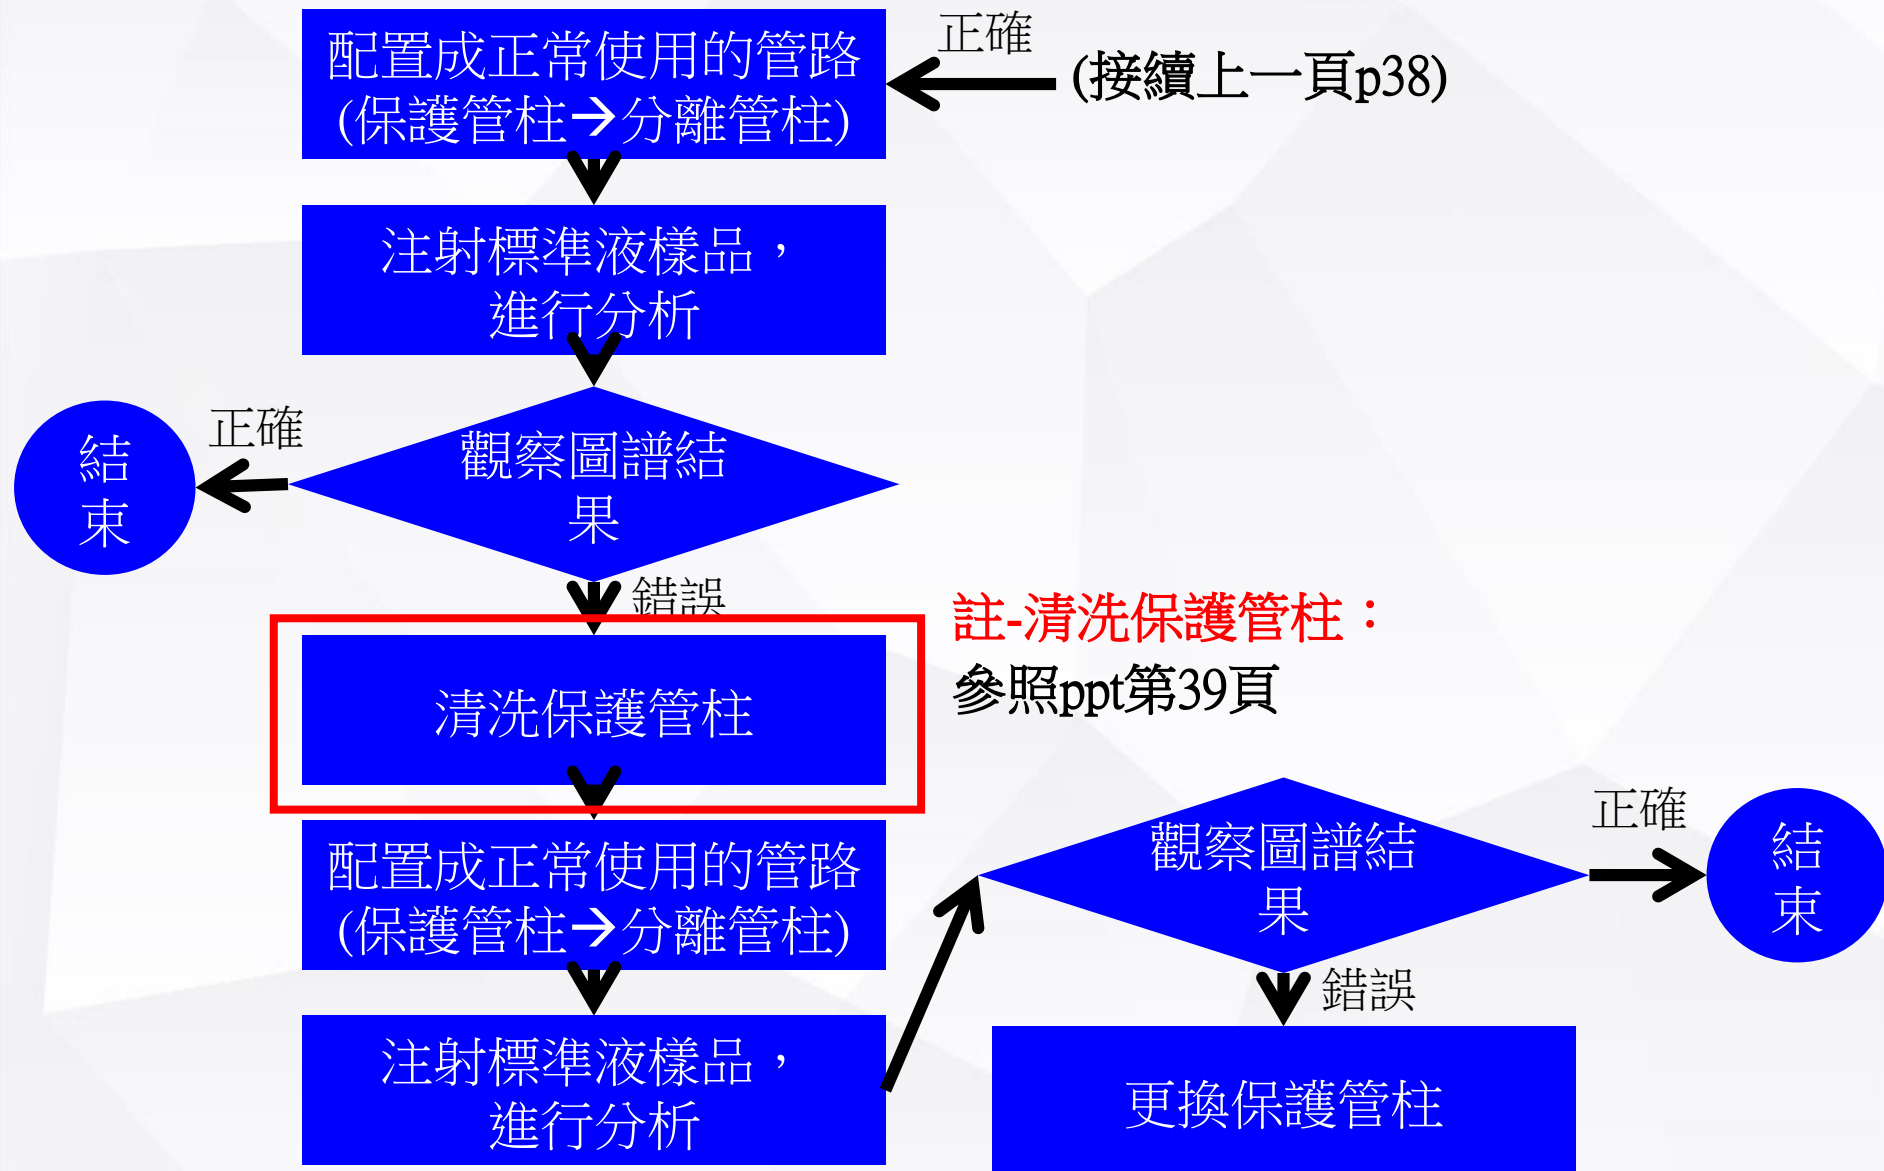 正確
(接續上一頁p38)
配置成正常使用的管路
(保護管柱→分離管柱)
注射標準液樣品，
進行分析
觀察圖譜結
果
正確
結
束
錯誤
清洗保護管柱
註-清洗保護管柱：
參照ppt第39頁
配置成正常使用的管路
(保護管柱→分離管柱)
注射標準液樣品，
進行分析
觀察圖譜結
果
正確
結
束
錯誤
更換保護管柱